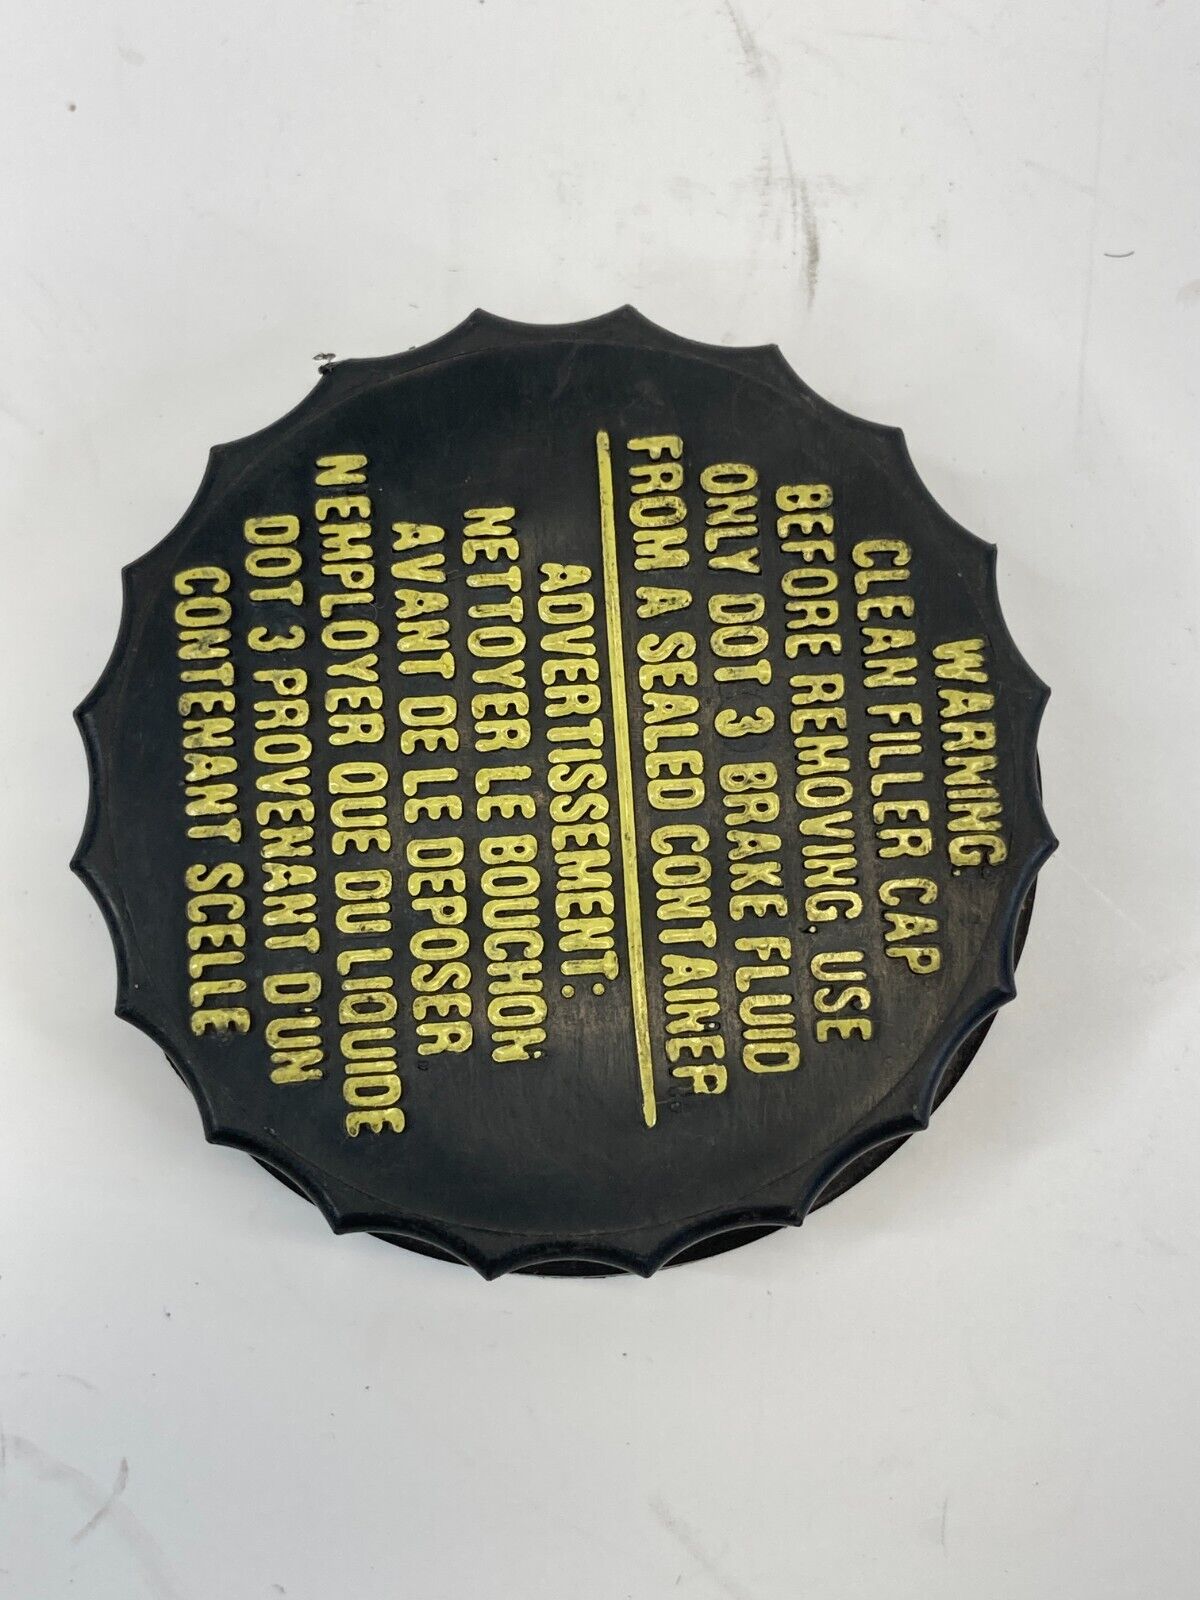 WARNING:
CLEAN FILLER CAP
BEFORE REMOVING. USE
ONLY DOT 3 BRAKE FLUID
FROM A SEALED CONTAINER.
ADVERTISSEMENT:
NETTOYER LE BOUCHON
AVANT DE LE DEPOSER
N'EMPLOYER QUE DU LIQUIDE
DOT 3 PROVENANT D'UN
CONTENANT SCELLE